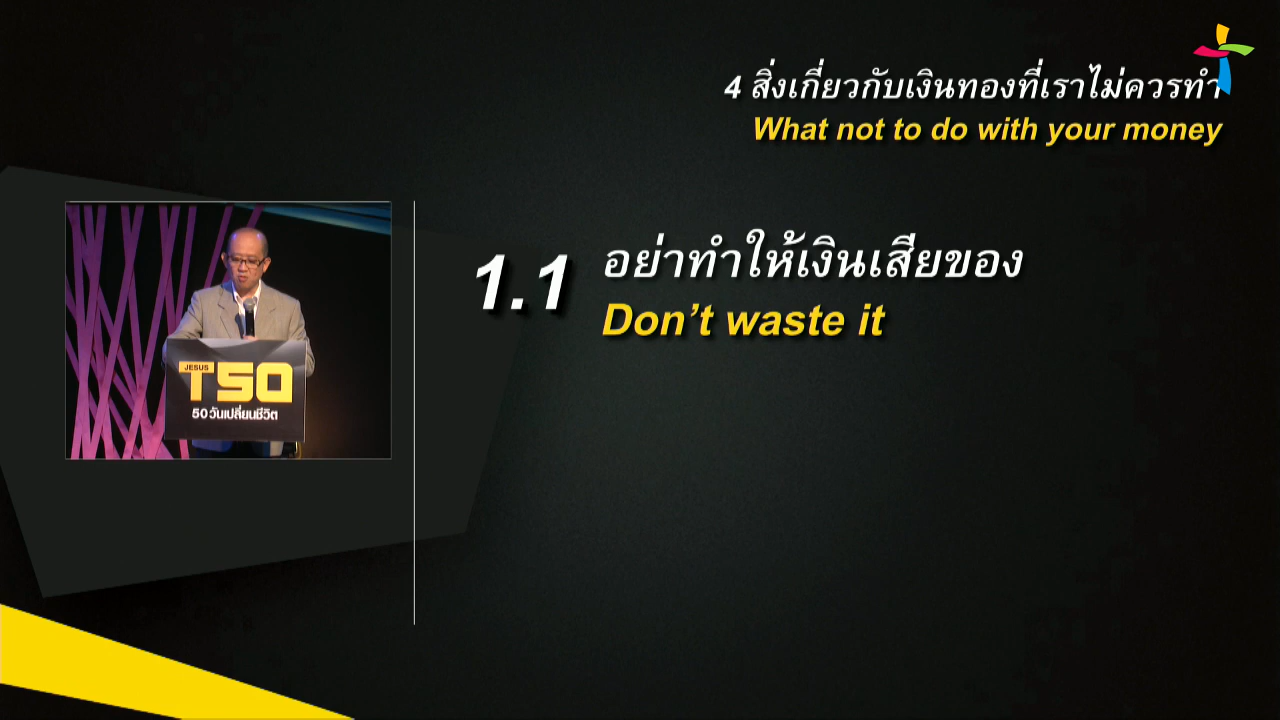 4 สิ่งเกี่ยวกับเงินทองที่เราไม่ควรทำ
What not to do with your money
1.1
อย่าทำให้เงินเสียของ
Don't waste it
JESUS
T50
50 วันเปลี่ยนชีวิต